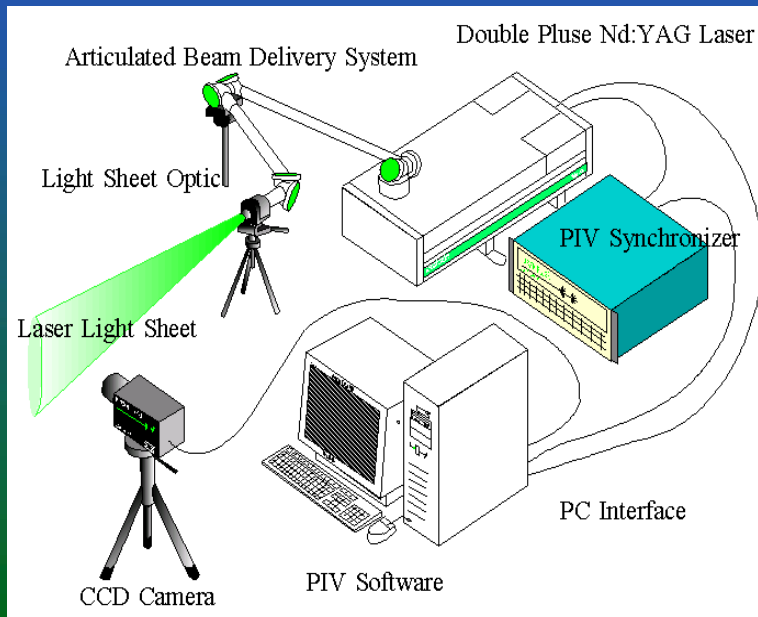 Double Pluse Nd:YAG Laser
Articulated Beam Delivery System
Light Sheet Optic
PIV Synchronizer
Laser Light Sheet
PC Interface
PIV Software
CCD Camera